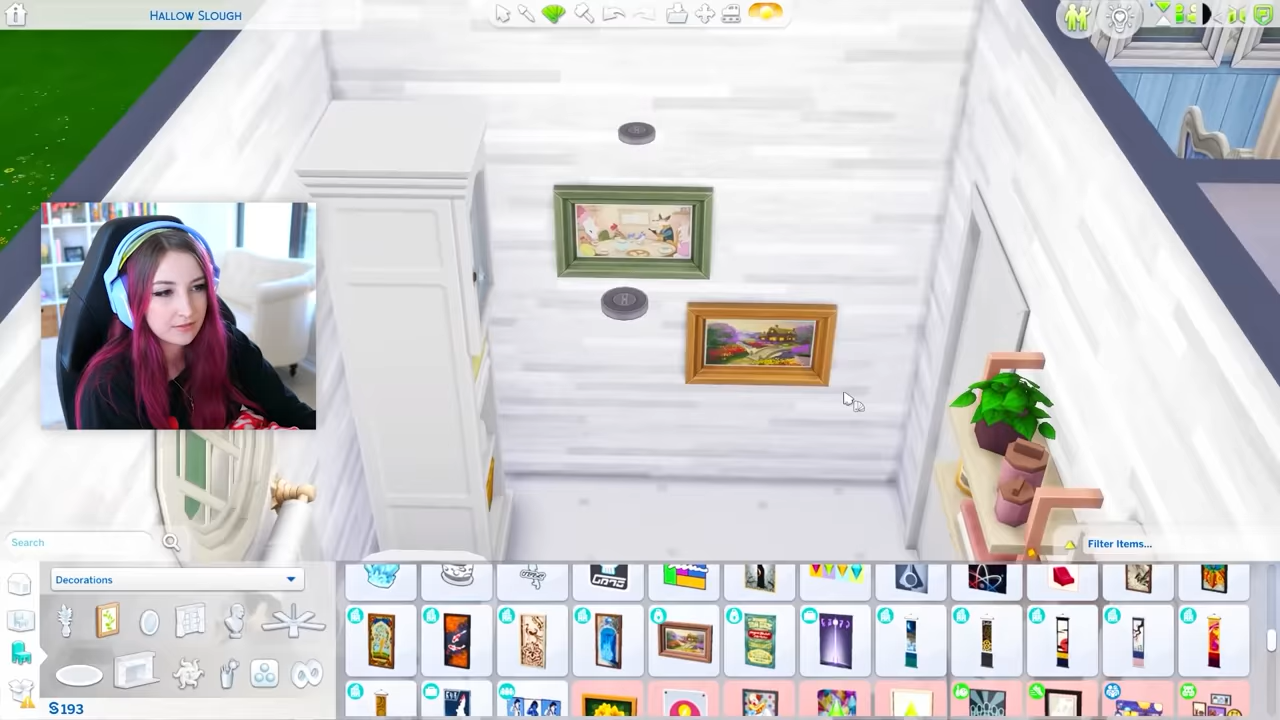 HALLOW SLOUGH
Search
Filter Items...
Decorations
§193